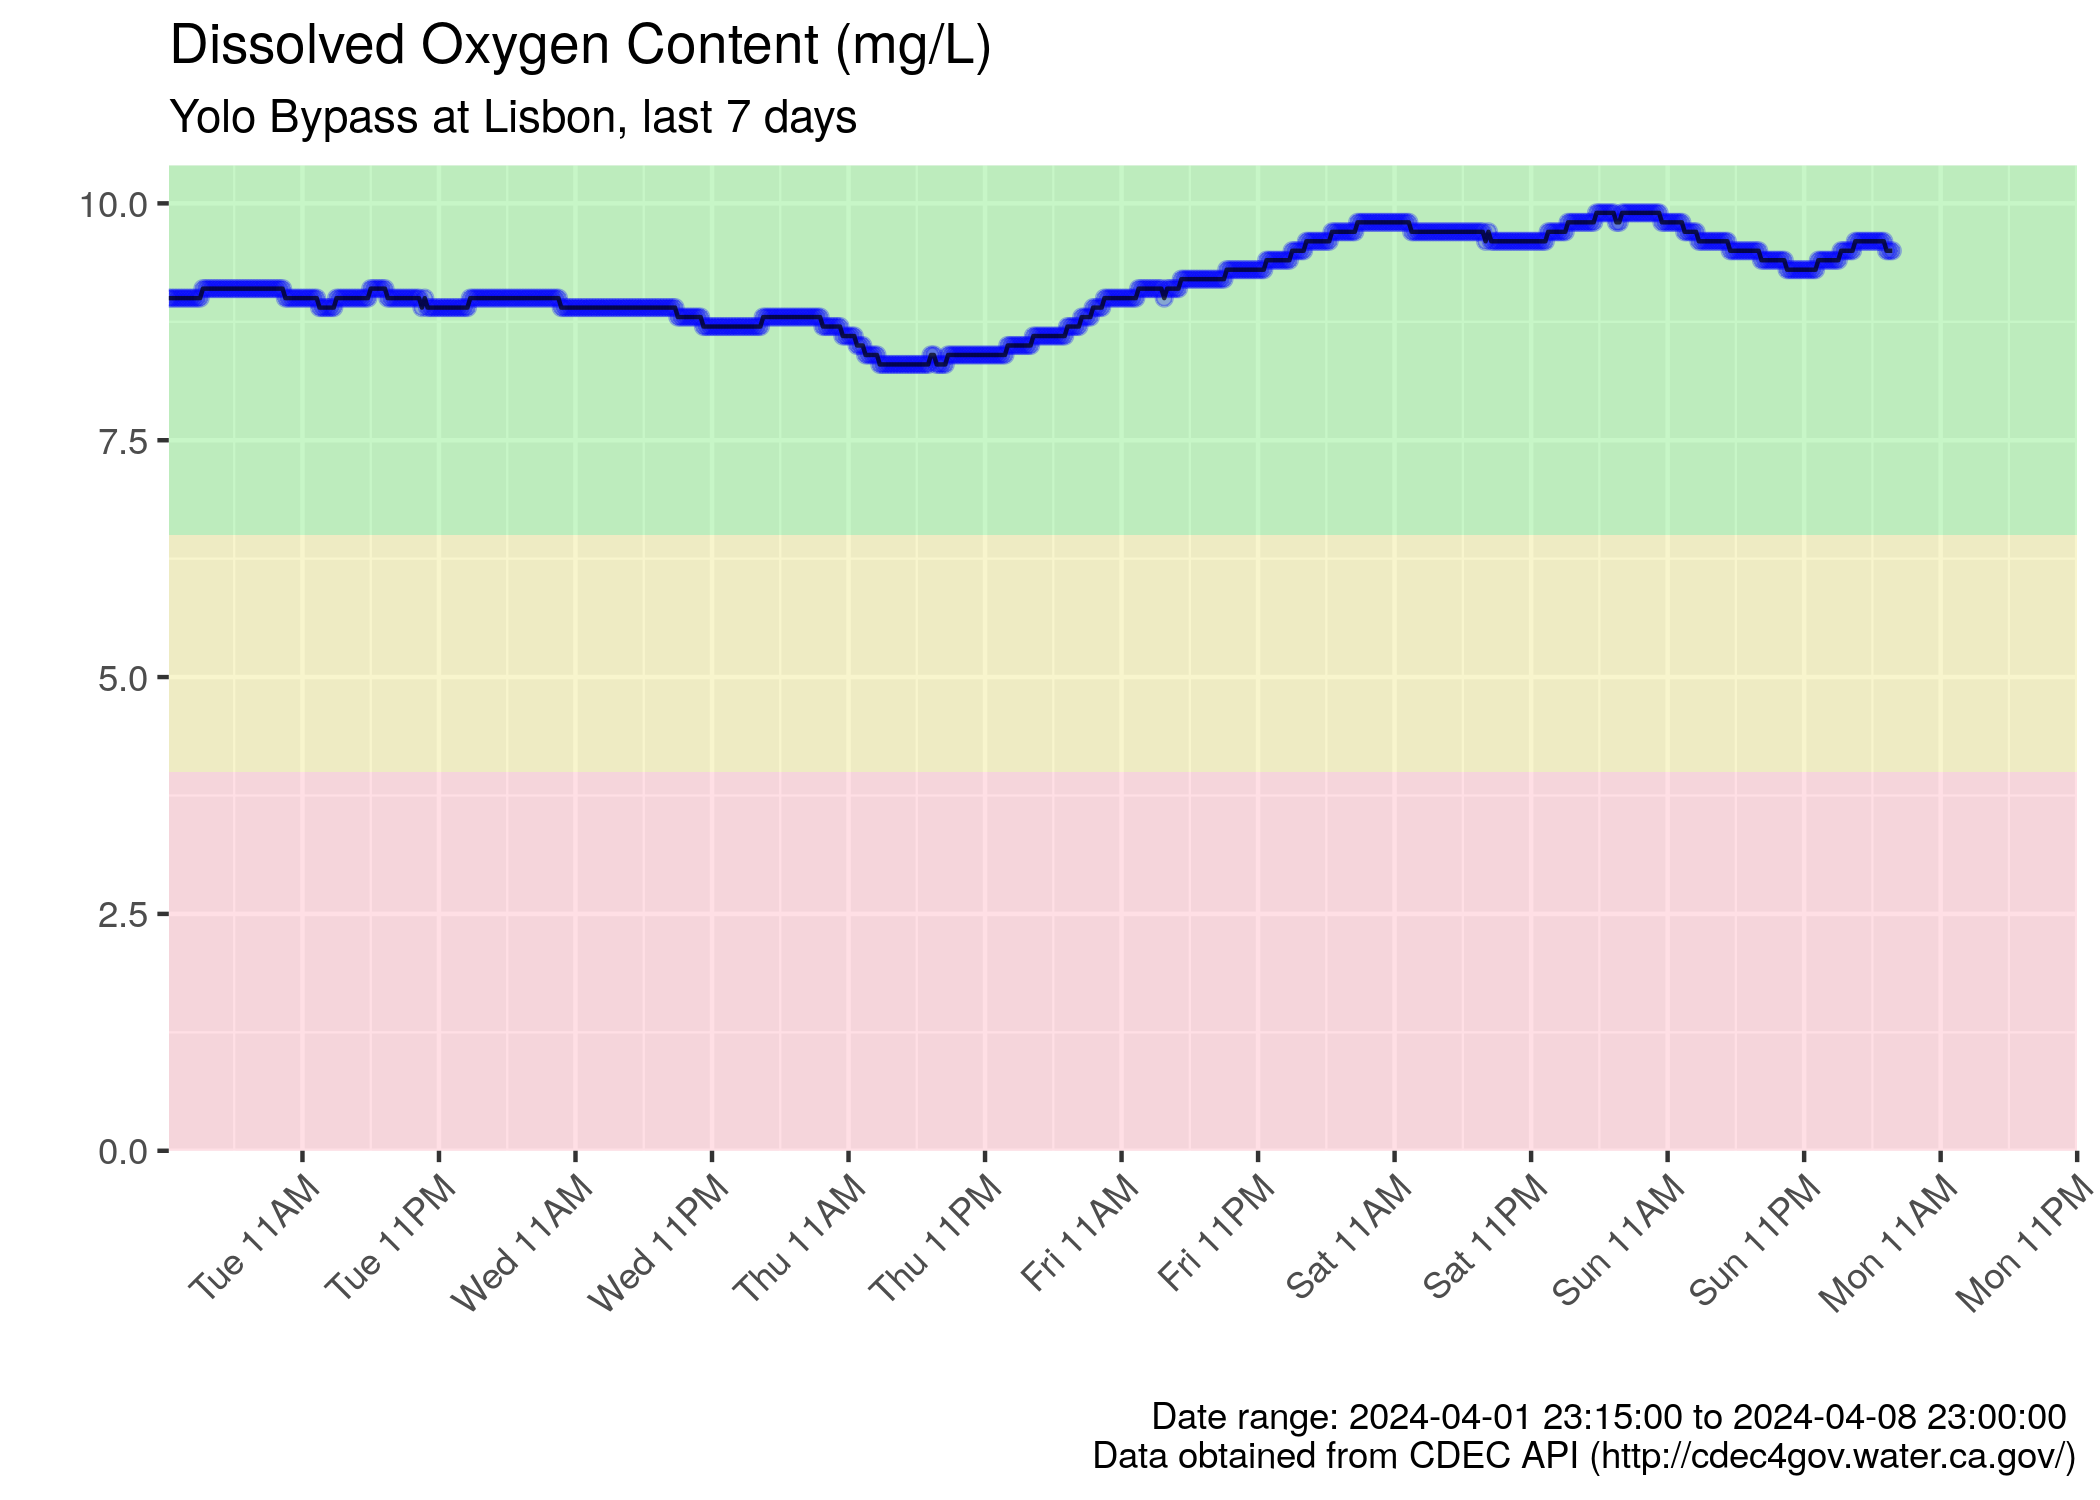 Dissolved Oxygen Content (mg/L)
Yolo Bypass at Lisbon, last 7 days
10.0
7.5
5.0
2.5
0.0
Tue 11AM
Tue 11PM
Wed 11AM
Wed 11PM
Thu 11AM
Thu 11PM
Fri 11AM
Fri 11PM
Sat 11AM
Sat 11PM
Sun 11AM
Sun 11PM
Mon 11AM
Mon 11PM
Date range: 2024-04-01 23:15:00 to 2024-04-08 23:00:00
Data obtained from CDEC API (http://cdec4gov.water.ca.gov/)